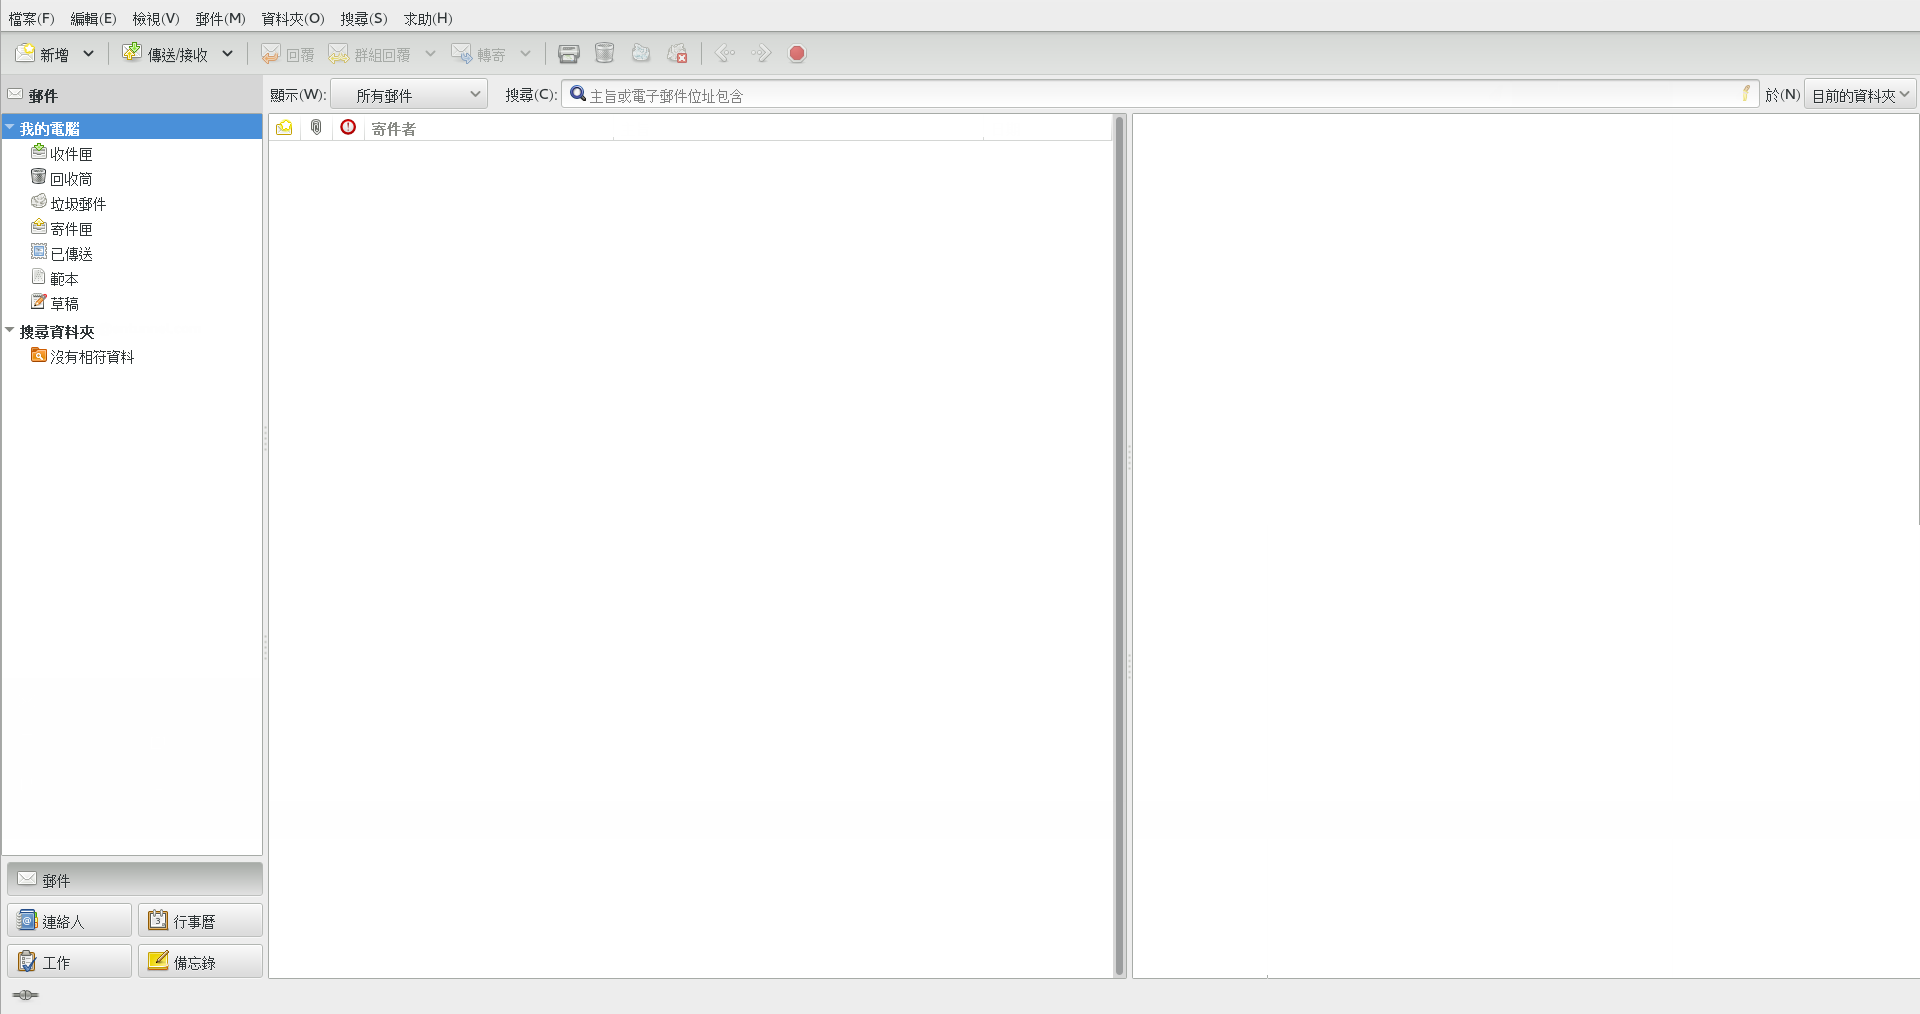 檔案(F) 編輯(E) 檢視(V) 郵件(M) 資料夾(O) 搜尋(S) 求助(H)
新增 傳送/接收 回覆 群組回覆 轉寄
郵件 顯示(W): 所有郵件 搜尋(C): 主旨或電子郵件位址包含 於(N) 目前的資料夾
我的電腦
寄件者
收件匣
回收筒
垃圾郵件
寄件匣
已傳送
範本
草稿
搜尋資料夾
沒有相符資料
郵件
連絡人 行事曆
工作 備忘錄